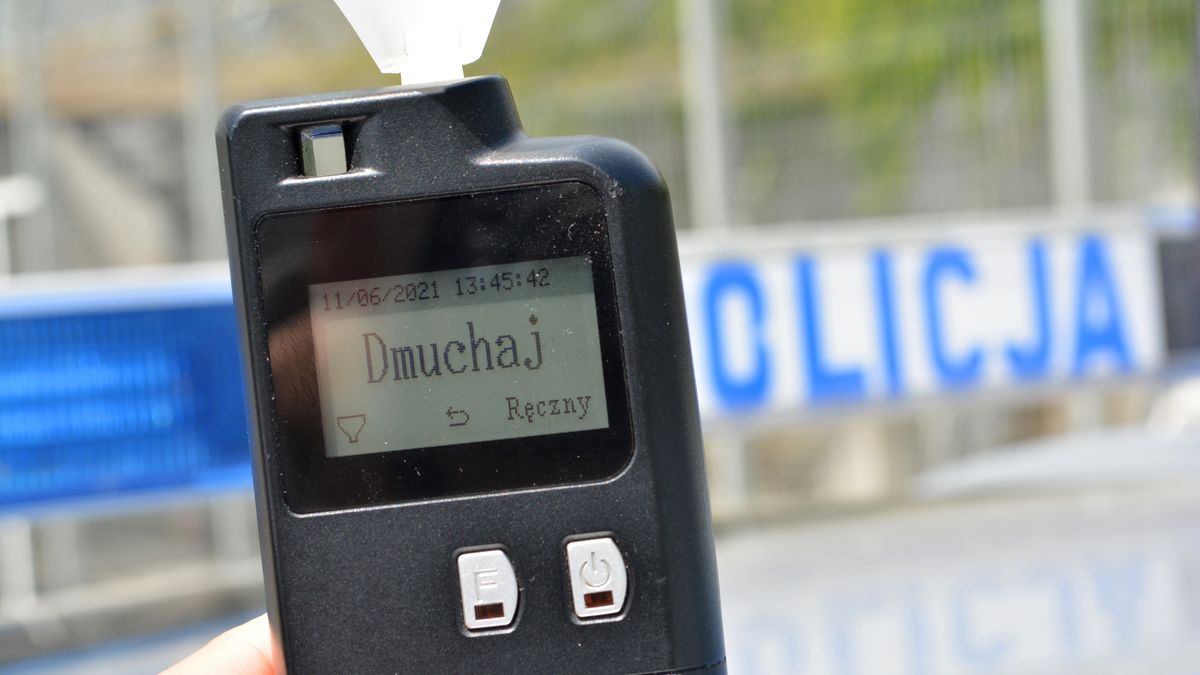 11/06/2021 13:45:42
Dmuchaj
Ręczny
F
OLICJA